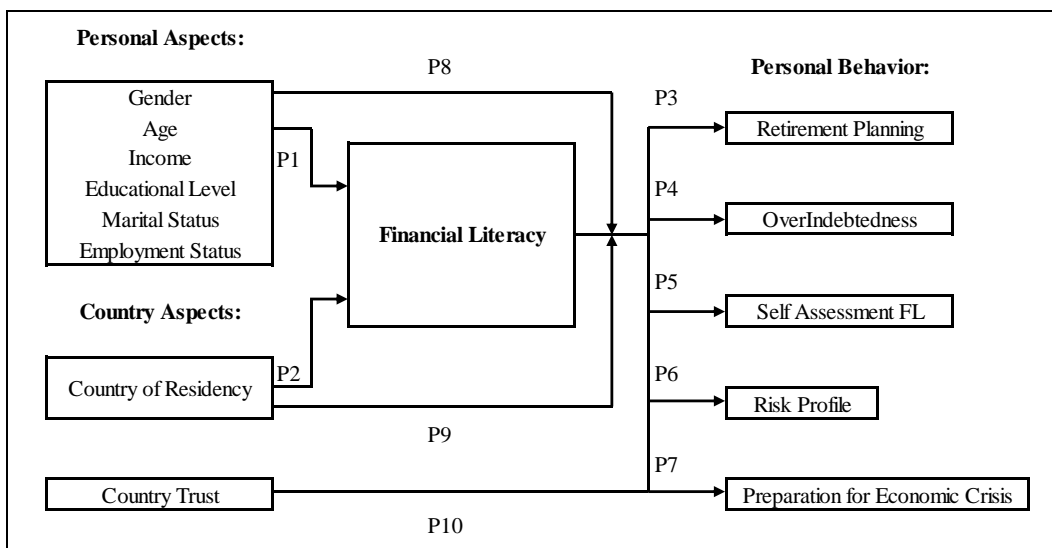 Personal Aspects:
P8
Personal Behavior:
Gender
Age
Income
Educational Level
Marital Status
Employment Status
P1
Financial Literacy
P3
Retirement Planning
P4
OverIndebtedness
P5
Self Assessment FL
Country Aspects:
Country of Residency
P2
P9
P6
Risk Profile
P7
Country Trust
P10
Preparation for Economic Crisis